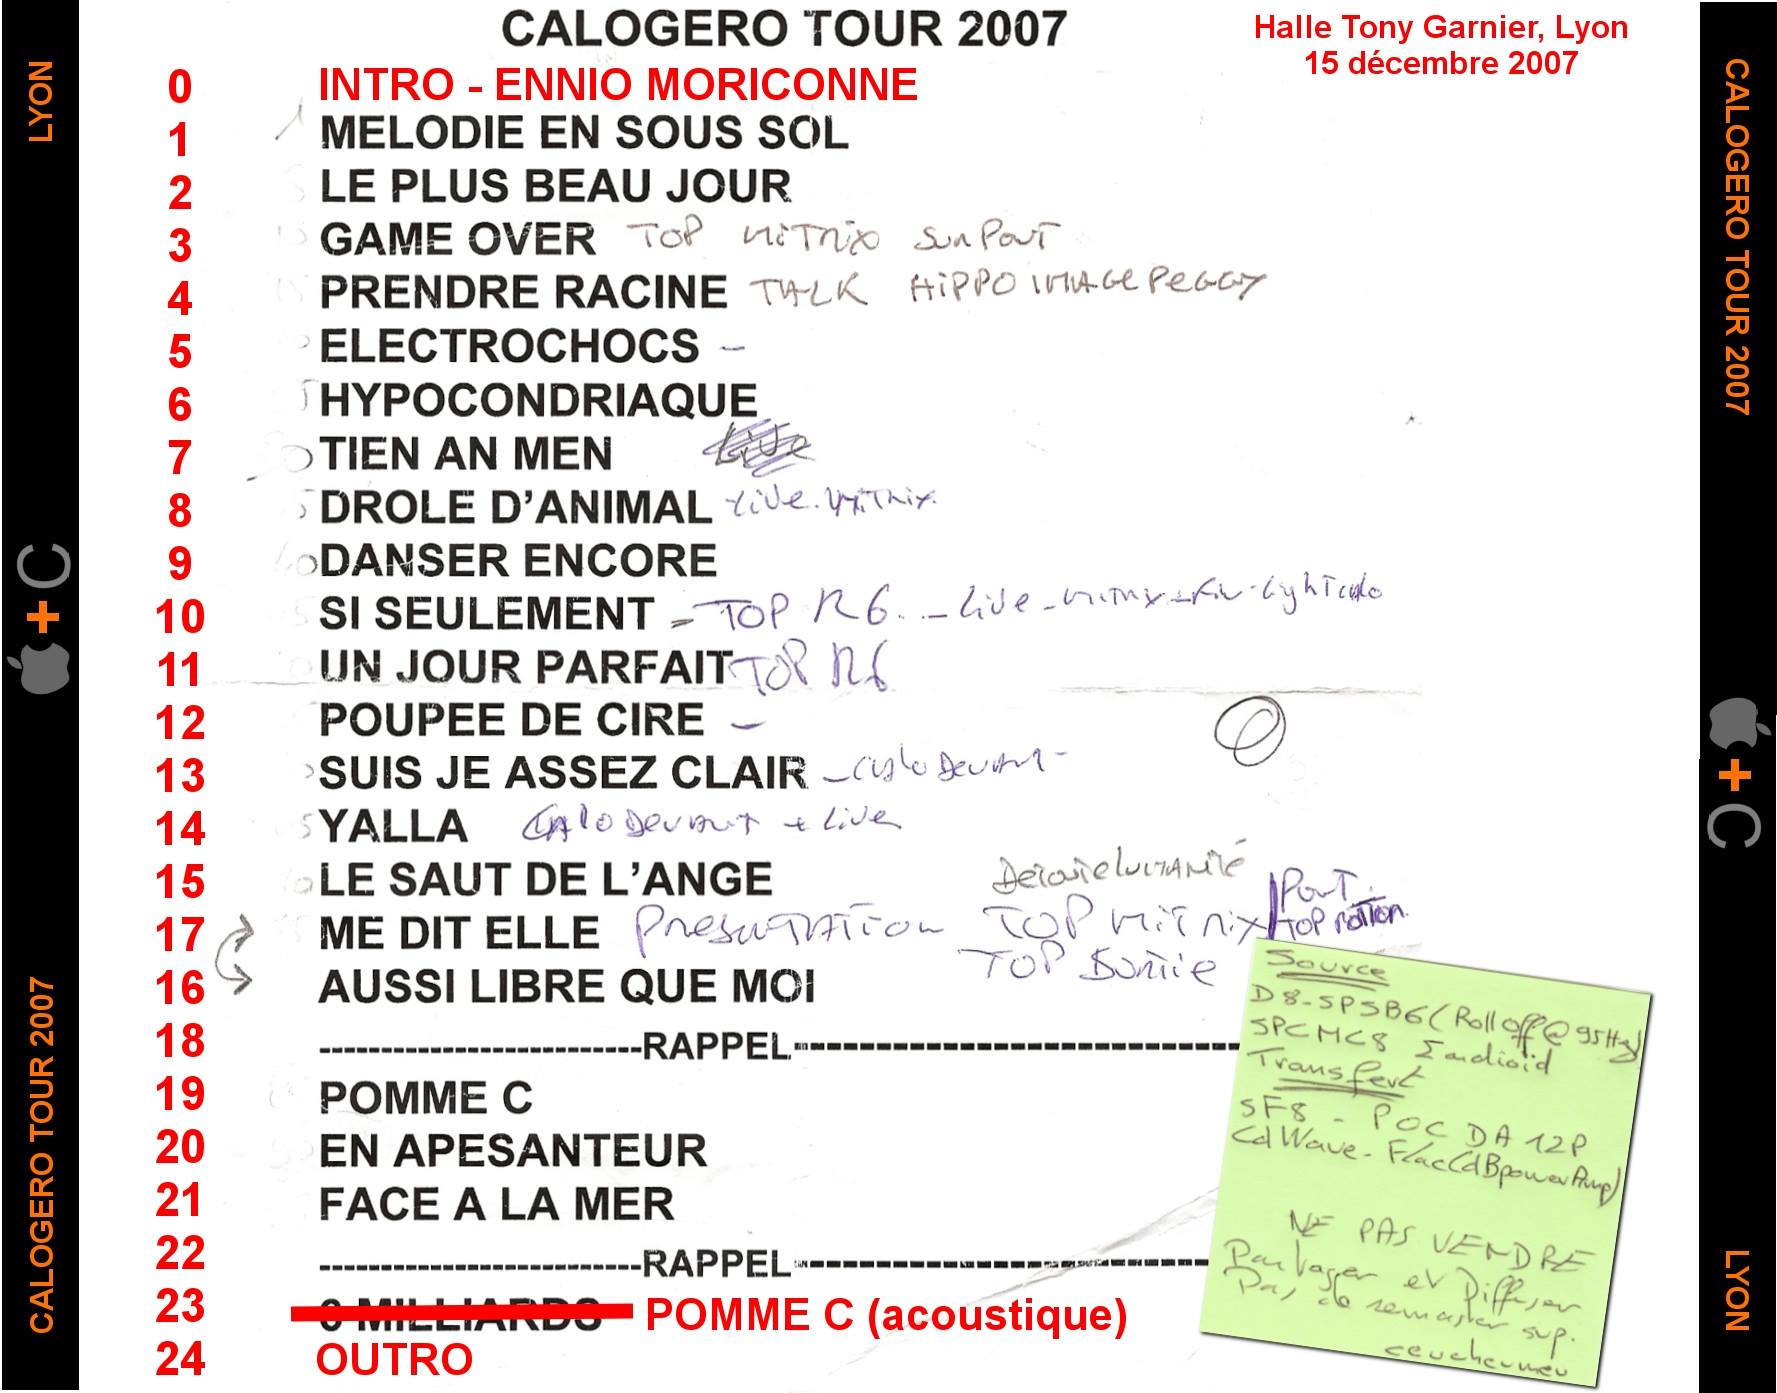 CALOGERO TOUR 2007
Halle Tony Garnier, Lyon
15 décembre 2007
0 INTRO - ENNIO MORICONNE
1 MELODIE EN SOUS SOL
2 LE PLUS BEAU JOUR
3 GAME OVER TOP MITRIX SUR PONT
4 PRENDRE RACINE TALK HIPPO IMAGE PEGGY
5 ELECTROCHOCS -
6 HYPOCONDRIAQUE
7 TIEN AN MEN Live
8 DROLE D'ANIMAL Live.MITRIX.
9 DANSER ENCORE
10 SI SEULEMENT - TOP R6 - Live - MITRIX
11 UN JOUR PARFAIT TOP R6
12 POUPEE DE CIRE -
13 SUIS JE ASSEZ CLAIR - CALO DEVANT -
14 YALLA CALO DEVANT + Live
15 LE SAUT DE L'ANGE
PONT
17 ME DIT ELLE PRESENTATION TOP MITRIX TOP
16 AUSSI LIBRE QUE MOI TOP SORTIE
18 --------------------------RAPPEL------------------------------------
19 POMME C
20 EN APESANTEUR
21 FACE A LA MER
22 --------------------------RAPPEL---------------------------------
23 6 MILLIARDS POMME C (acoustique)
24 OUTRO
Source
D8-SPSB6 (Roll off @ 95Hz)
SPCMC8
Transfert
SF8 - POC DA 12P
Cd Wave - Flac (dBpowerAmp)
NE PAS VENDRE
Partager et Diffuser
Pas de remaster sup.
LYON
+C
CALOGERO TOUR 2007
CALOGERO TOUR 2007
+C
LYON